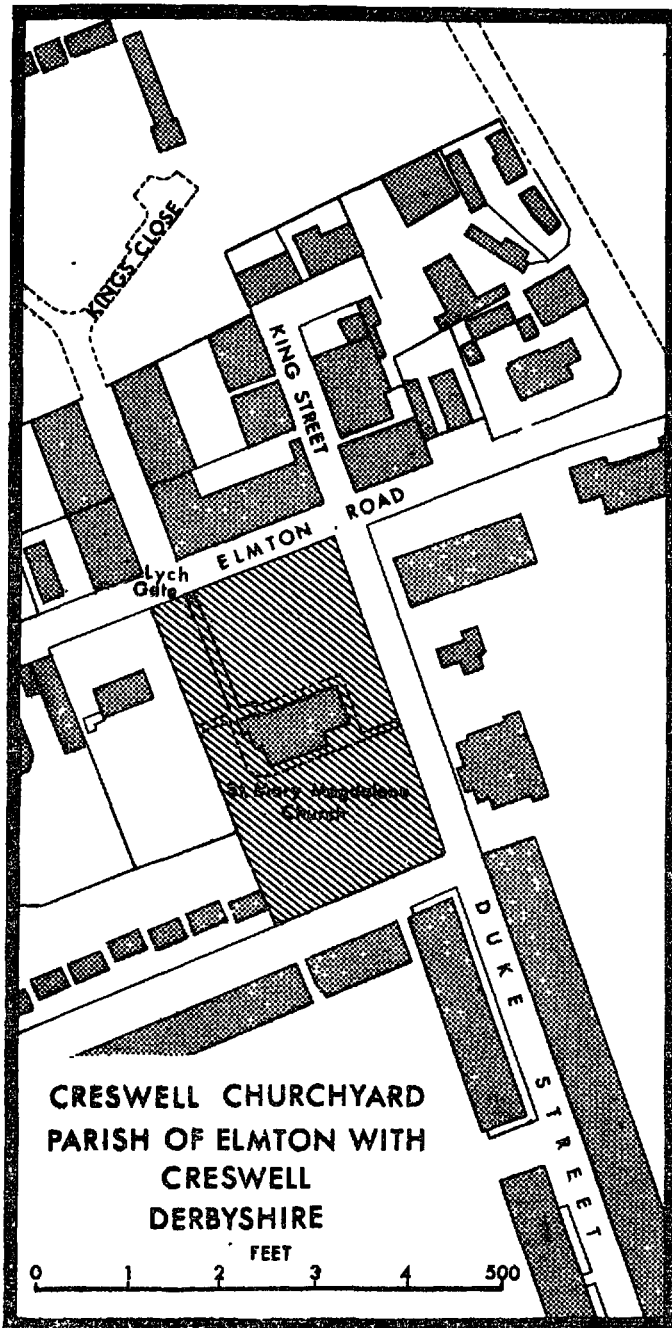 KINGS CLOSE
KING STREET
ELMTON ROAD
Lych
Gate
St Mary Magdalene
Church
DUKE STREET
CRESWELL CHURCHYARD
PARISH OF ELMTON WITH
CRESWELL
DERBYSHIRE
FEET
0 1 2 3 4 500